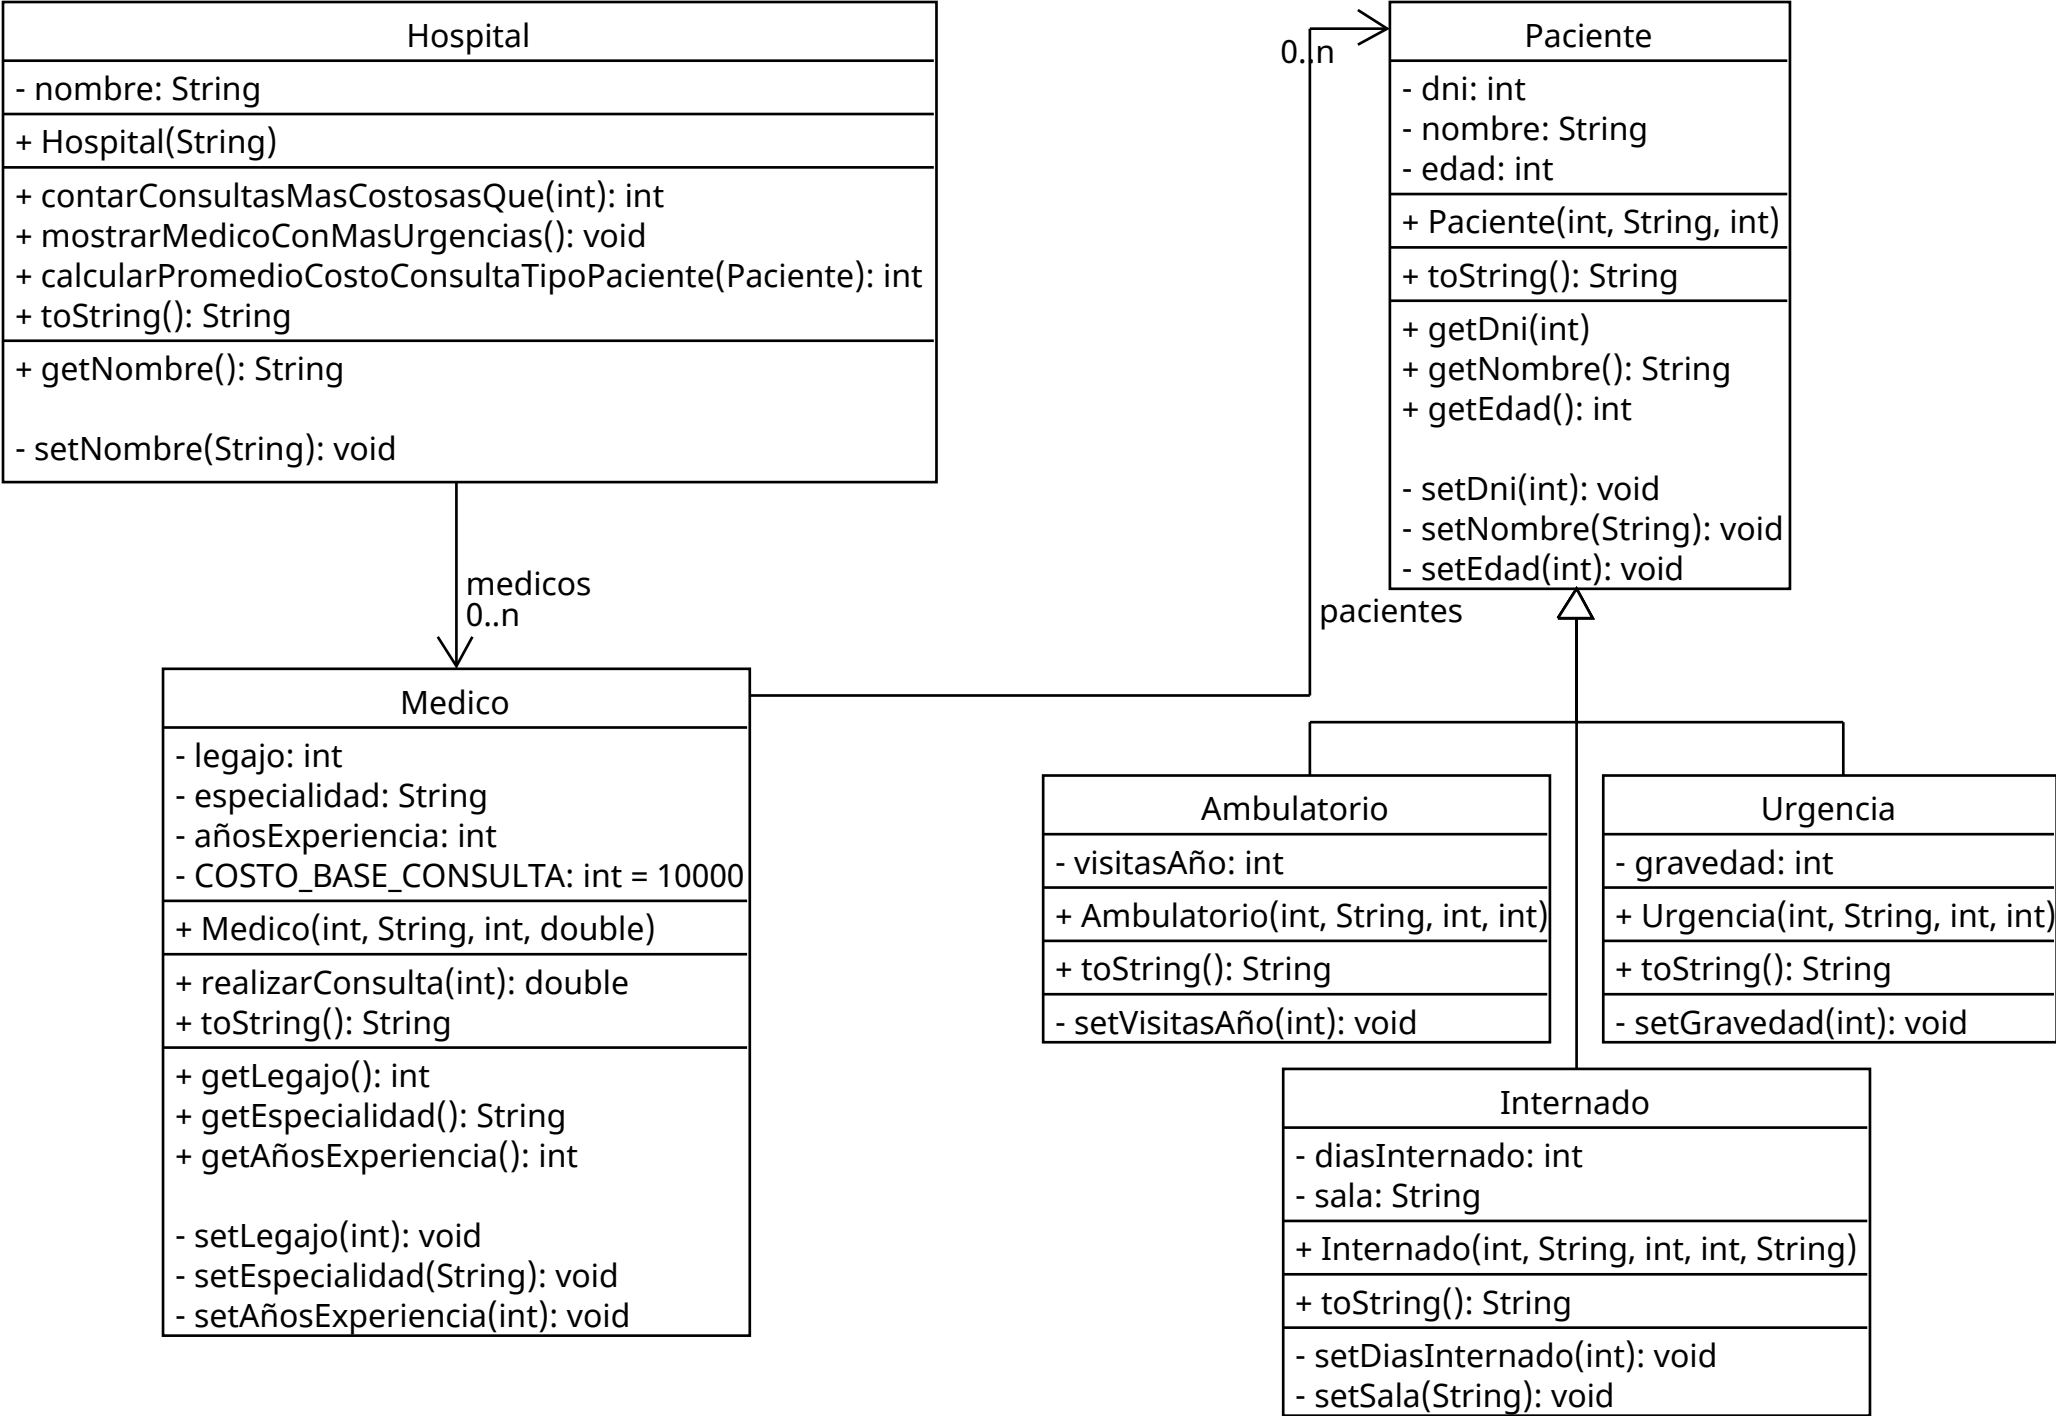 Hospital
- nombre: String
+ Hospital(String)
+ contarConsultasMasCostosasQue(int): int
+ mostrarMedicoConMasUrgencias(): void
+ calcularPromedioCostoConsultaTipoPaciente(Paciente): int
+ toString(): String
+ getNombre(): String
- setNombre(String): void
medicos
0..n
Medico
- legajo: int
- especialidad: String
- añosExperiencia: int
- COSTO_BASE_CONSULTA: int = 10000
+ Medico(int, String, int, double)
+ realizarConsulta(int): double
+ toString(): String
+ getLegajo(): int
+ getEspecialidad(): String
+ getAñosExperiencia(): int
- setLegajo(int): void
- setEspecialidad(String): void
- setAñosExperiencia(int): void
0..n
pacientes
Paciente
- dni: int
- nombre: String
- edad: int
+ Paciente(int, String, int)
+ toString(): String
+ getDni(int)
+ getNombre(): String
+ getEdad(): int
- setDni(int): void
- setNombre(String): void
- setEdad(int): void
Ambulatorio
- visitasAño: int
+ Ambulatorio(int, String, int, int)
+ toString(): String
- setVisitasAño(int): void
Urgencia
- gravedad: int
+ Urgencia(int, String, int, int)
+ toString(): String
- setGravedad(int): void
Internado
- diasInternado: int
- sala: String
+ Internado(int, String, int, int, String)
+ toString(): String
- setDiasInternado(int): void
- setSala(String): void